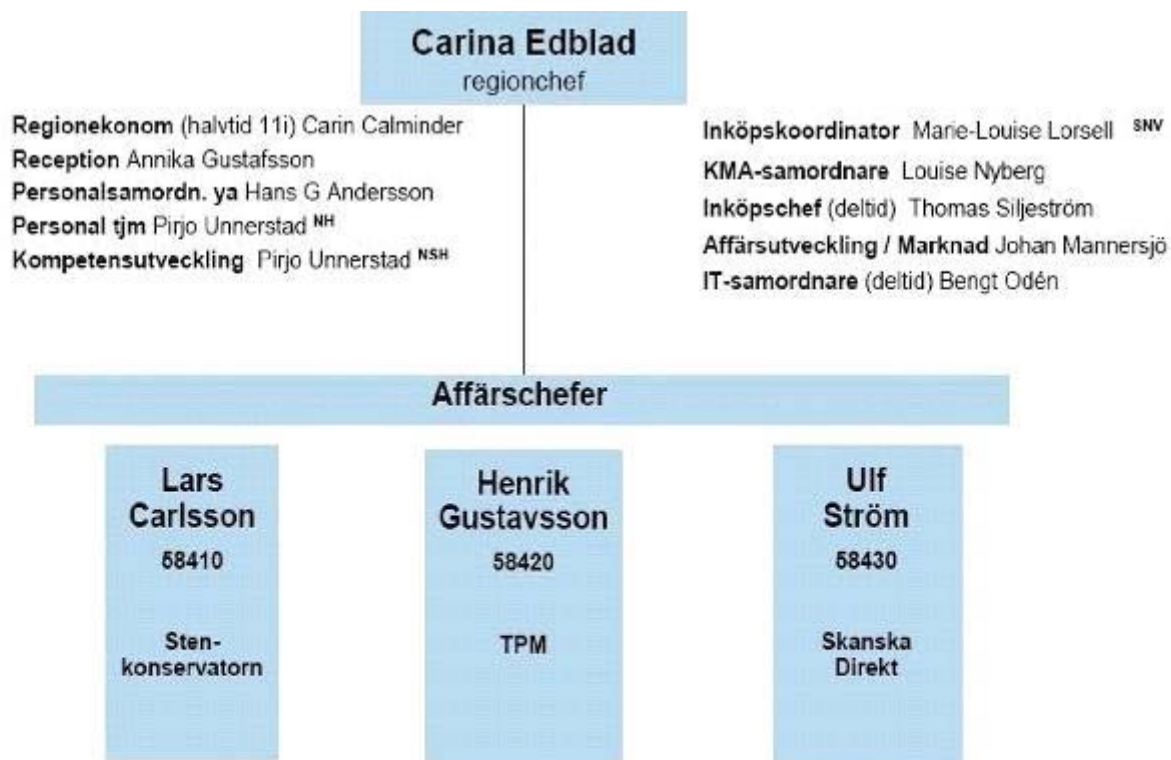 Carina Edblad
regionchef
Regionekonom (halvtid 11i) Carin Calminder
Reception Annika Gustafsson
Personalsamordn. ya Hans G Andersson
Personal tjm Pirjo Unnerstad NH
Kompetensutveckling Pirjo Unnerstad NSH
Inköpskoordinator Marie-Louise Lorsell SNV
KMA-samordnare Louise Nyberg
Inköpschef (deltid) Thomas Siljeström
Affärsutveckling / Marknad Johan Mannersjö
IT-samordnare (deltid) Bengt Odén
Affärschefer
Lars
Carlsson
58410
Sten-
konservatorn
Henrik
Gustavsson
58420
TPM
Ulf
Ström
58430
Skanska
Direkt